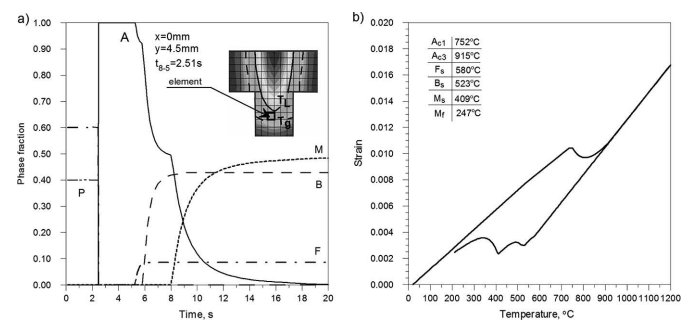 a)
A
x=0mm
y=4.5mm
t8-5=2.51s
element
TL
Tg
M
B
F
P
Phase fraction
1.00
0.90
0.80
0.70
0.60
0.50
0.40
0.30
0.20
0.10
0.00
0 2 4 6 8 10 12 14 16 18 20
Time, s
b)
Ac1 752°C
Ac3 915°C
Fs 580°C
Bs 523°C
Ms 409°C
Mf 247°C
Strain
0.020
0.018
0.016
0.014
0.012
0.010
0.008
0.006
0.004
0.002
0.000
0 100 200 300 400 500 600 700 800 900 1000 1100 1200
Temperature, °C